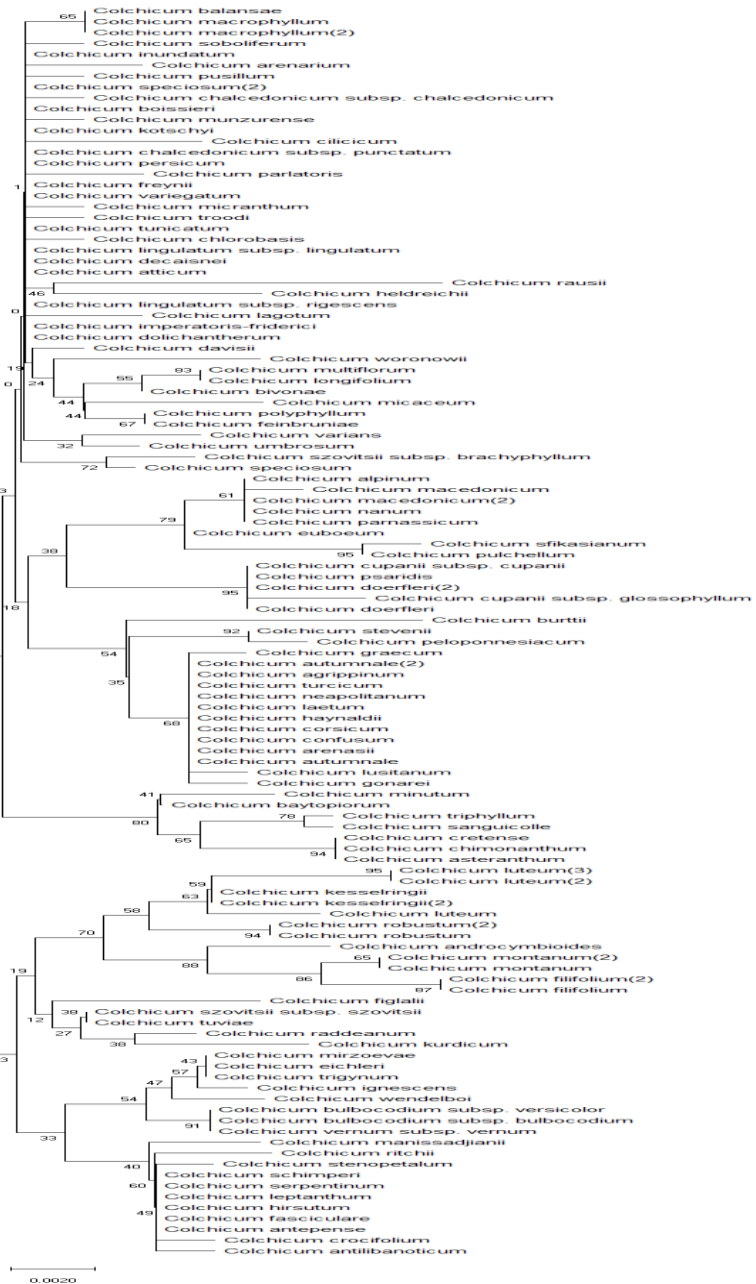 Colchicum balansae
65
Colchicum macrophyllum
Colchicum macrophyllum(2)
Colchicum soboliferum
Colchicum inundatum
Colchicum arenarium
Colchicum pusillum
Colchicum speciosum(2)
Colchicum chalcedonicum subsp. chalcedonicum
Colchicum boissieri
Colchicum munzurense
Colchicum kotschyi
Colchicum cilicicum
Colchicum chalcedonicum subsp. punctatum
Colchicum persicum
Colchicum parlatoris
1
Colchicum freynii
Colchicum variegatum
Colchicum micranthum
Colchicum troodi
Colchicum tunicatum
Colchicum chlorobasis
Colchicum lingulatum subsp. lingulatum
Colchicum decaisnei
Colchicum atticum
Colchicum rausii
46
Colchicum heldreichii
Colchicum lingulatum subsp. rigescens
0
Colchicum lagotum
Colchicum imperatoris-friderici
Colchicum dolichantherum
Colchicum davisii
Colchicum woronowii
19
83
Colchicum multiflorum
55
Colchicum longifolium
0
24
Colchicum bivonae
44
Colchicum micaceum
44
Colchicum polyphyllum
67
Colchicum feinbruniae
Colchicum varians
32
Colchicum umbrosum
Colchicum szovitsii subsp. brachyphyllum
72
Colchicum speciosum
Colchicum alpinum
3
Colchicum macedonicum
61
Colchicum macedonicum(2)
Colchicum nanum
79
Colchicum parnassicum
Colchicum euboeum
Colchicum sfikasianum
38
95
Colchicum pulchellum
Colchicum cupanii subsp. cupanii
Colchicum psaridis
Colchicum doerfleri(2)
95
Colchicum cupanii subsp. glossophyllum
18
Colchicum doerfleri
Colchicum burttii
92
Colchicum stevenii
Colchicum peloponnesiacum
54
Colchicum graecum
Colchicum autumnale(2)
Colchicum agrippinum
35
Colchicum turcicum
Colchicum neapolitanum
Colchicum laetum
Colchicum haynaldii
68
Colchicum corsicum
Colchicum confusum
Colchicum arenasii
Colchicum autumnale
Colchicum lusitanum
Colchicum gonarei
41
Colchicum minutum
Colchicum baytopiorum
78
Colchicum triphyllum
80
Colchicum sanguicolle
65
Colchicum cretense
Colchicum chimonanthum
94
Colchicum asteranthum
95
Colchicum luteum(3)
Colchicum luteum(2)
59
Colchicum kesselringii
63
Colchicum kesselringii(2)
58
Colchicum luteum
Colchicum robustum(2)
94
Colchicum robustum
70
Colchicum androcymbioides
65
Colchicum montanum(2)
88
Colchicum montanum
19
86
Colchicum filifolium(2)
87
Colchicum filifolium
Colchicum figlalii
38
Colchicum szovitsii subsp. szovitsii
12
Colchicum tuviae
27
Colchicum raddeanum
38
Colchicum kurdicum
Colchicum mirzoevae
3
43
Colchicum eichleri
57
Colchicum trigynum
47
Colchicum ignescens
54
Colchicum wendelboi
Colchicum bulbocodium subsp. versicolor
Colchicum bulbocodium subsp. bulbocodium
91
Colchicum vernum subsp. vernum
33
Colchicum manissadjianii
Colchicum ritchii
40
Colchicum stenopetalum
Colchicum schimperi
60
Colchicum serpentinum
Colchicum leptanthum
Colchicum hirsutum
49
Colchicum fasciculare
Colchicum antepense
Colchicum crocifolium
Colchicum antilibanoticum
0.0020